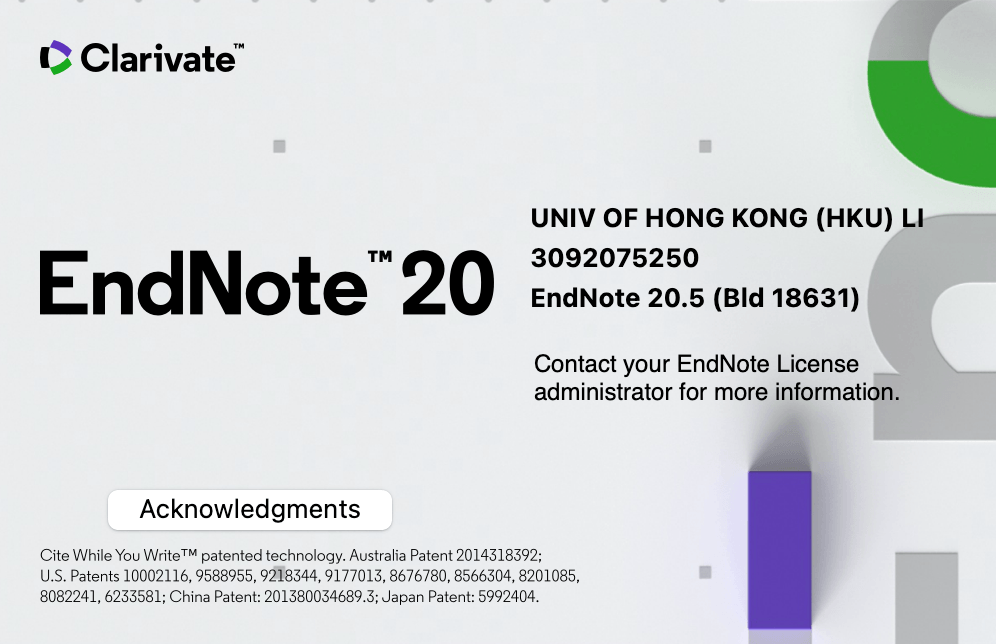 Clarivate™
UNIV OF HONG KONG (HKU) LI
3092075250
EndNote™ 20
EndNote 20.5 (Bld 18631)
Contact your EndNote License
administrator for more information.
Acknowledgments
Cite While You Write™ patented technology. Australia Patent 2014318392;
U.S. Patents 10002116, 9588955, 9218344, 9177013, 8676780, 8566304, 8201085,
8082241, 6233581; China Patent: 201380034689.3; Japan Patent: 5992404.